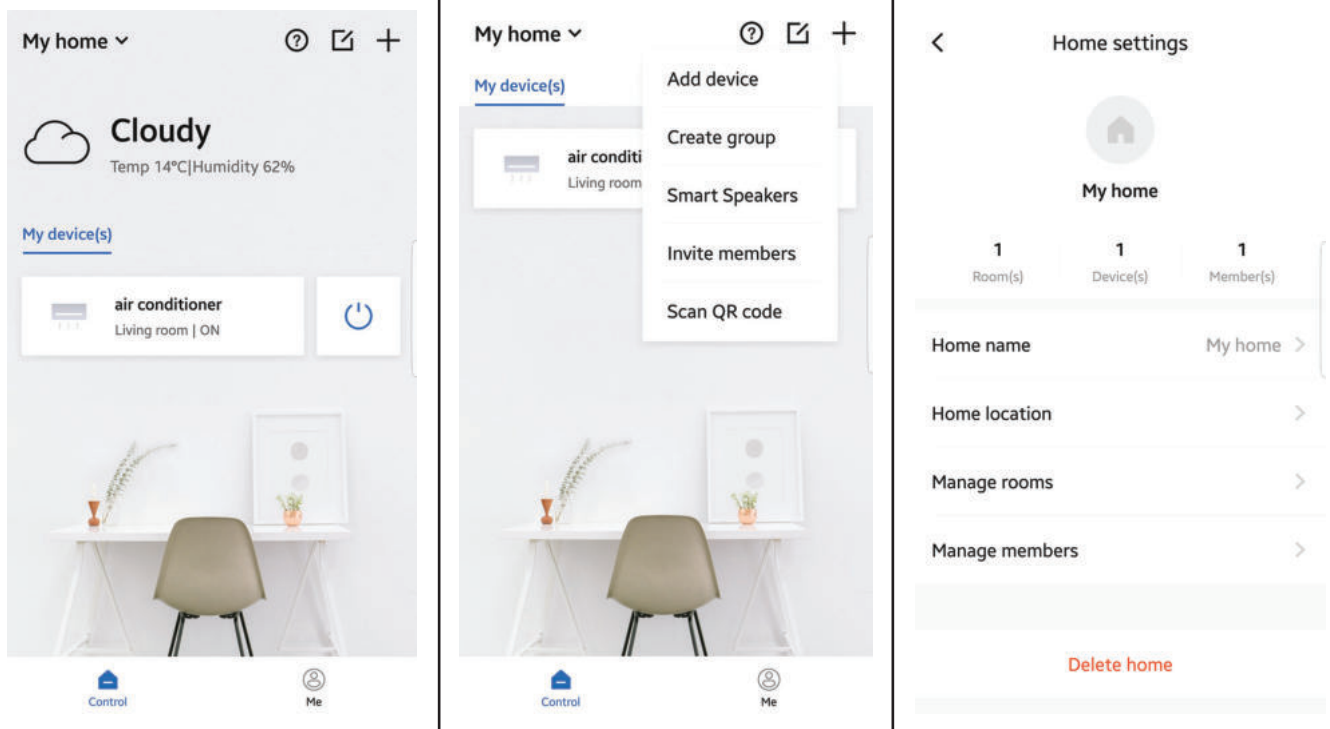 My home
Cloudy
Temp 14°C|Humidity 62%
My device(s)
air conditioner
Living room | ON
Control
Me
My home
My device(s)
Add device
Create group
Smart Speakers
Invite members
Scan QR code
air conditi
Living room
Control
Me
Home settings
My home
1 1 1
Room(s) Device(s) Member(s)
Home name My home
Home location
Manage rooms
Manage members
Delete home